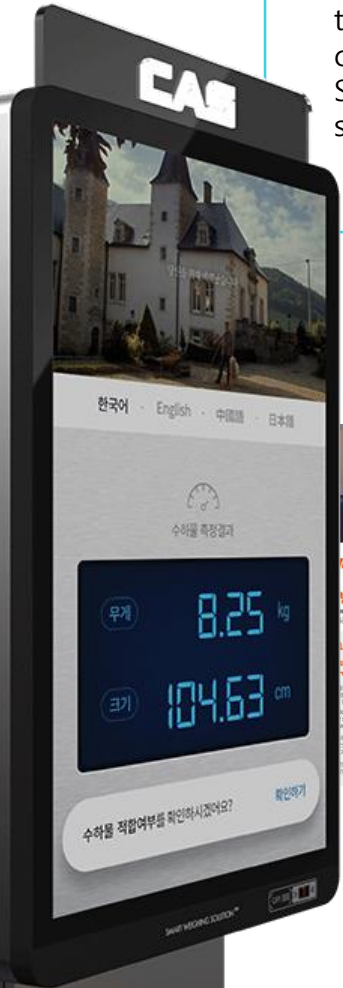 CAS
한국어 · English · 中國語 · 日本語
수하물 측정결과
무게 8.25 kg
크기 104.63 cm
수하물 적합여부를 확인하시겠어요? 확인하기
SMART WEIGHING SOLUTION™